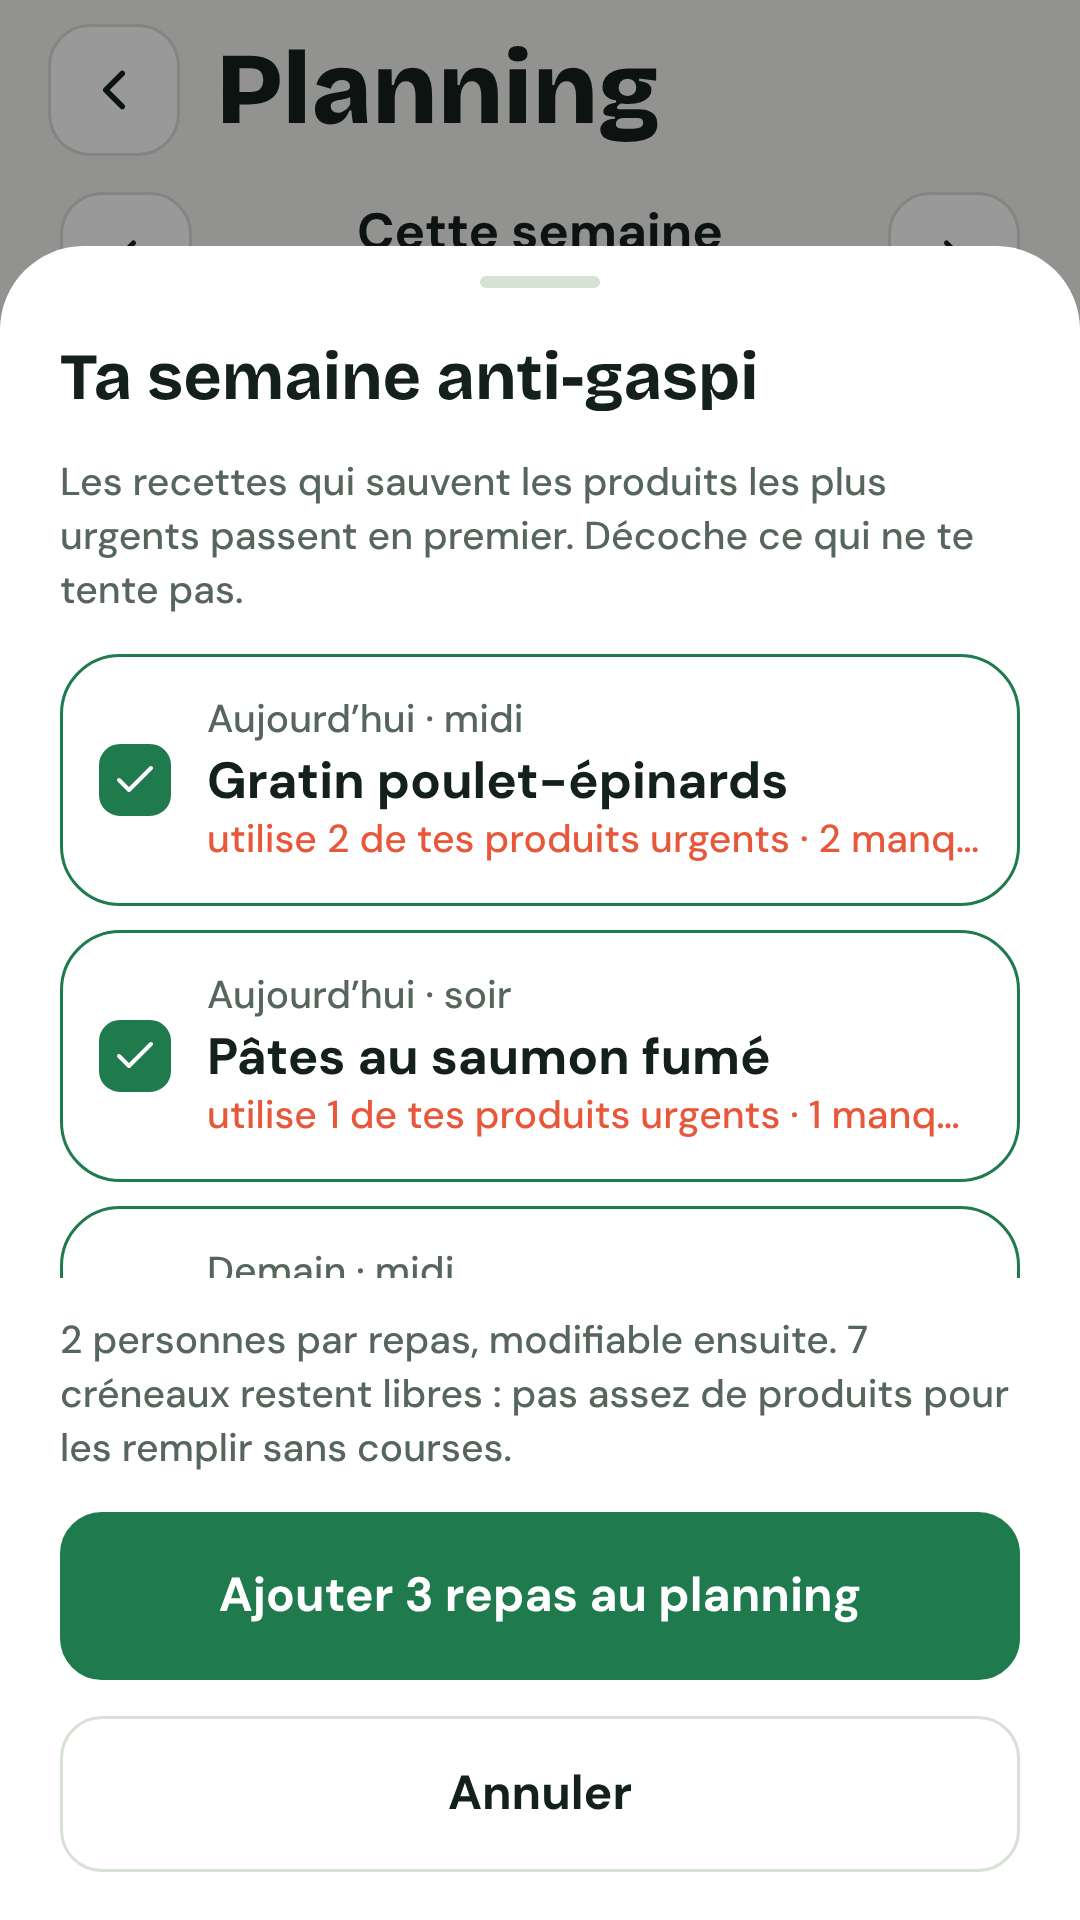 Planning
Cette semaine
Ta semaine anti-gaspi
Les recettes qui sauvent les produits les plus
urgents passent en premier. Décoche ce qui ne te
tente pas.
Aujourd’hui · midi
Gratin poulet–épinards
utilise 2 de tes produits urgents · 2 manq…
Aujourd’hui · soir
Pâtes au saumon fumé
utilise 1 de tes produits urgents · 1 manq…
Demain · midi
2 personnes par repas, modifiable ensuite. 7
créneaux restent libres : pas assez de produits pour
les remplir sans courses.
Ajouter 3 repas au planning
Annuler